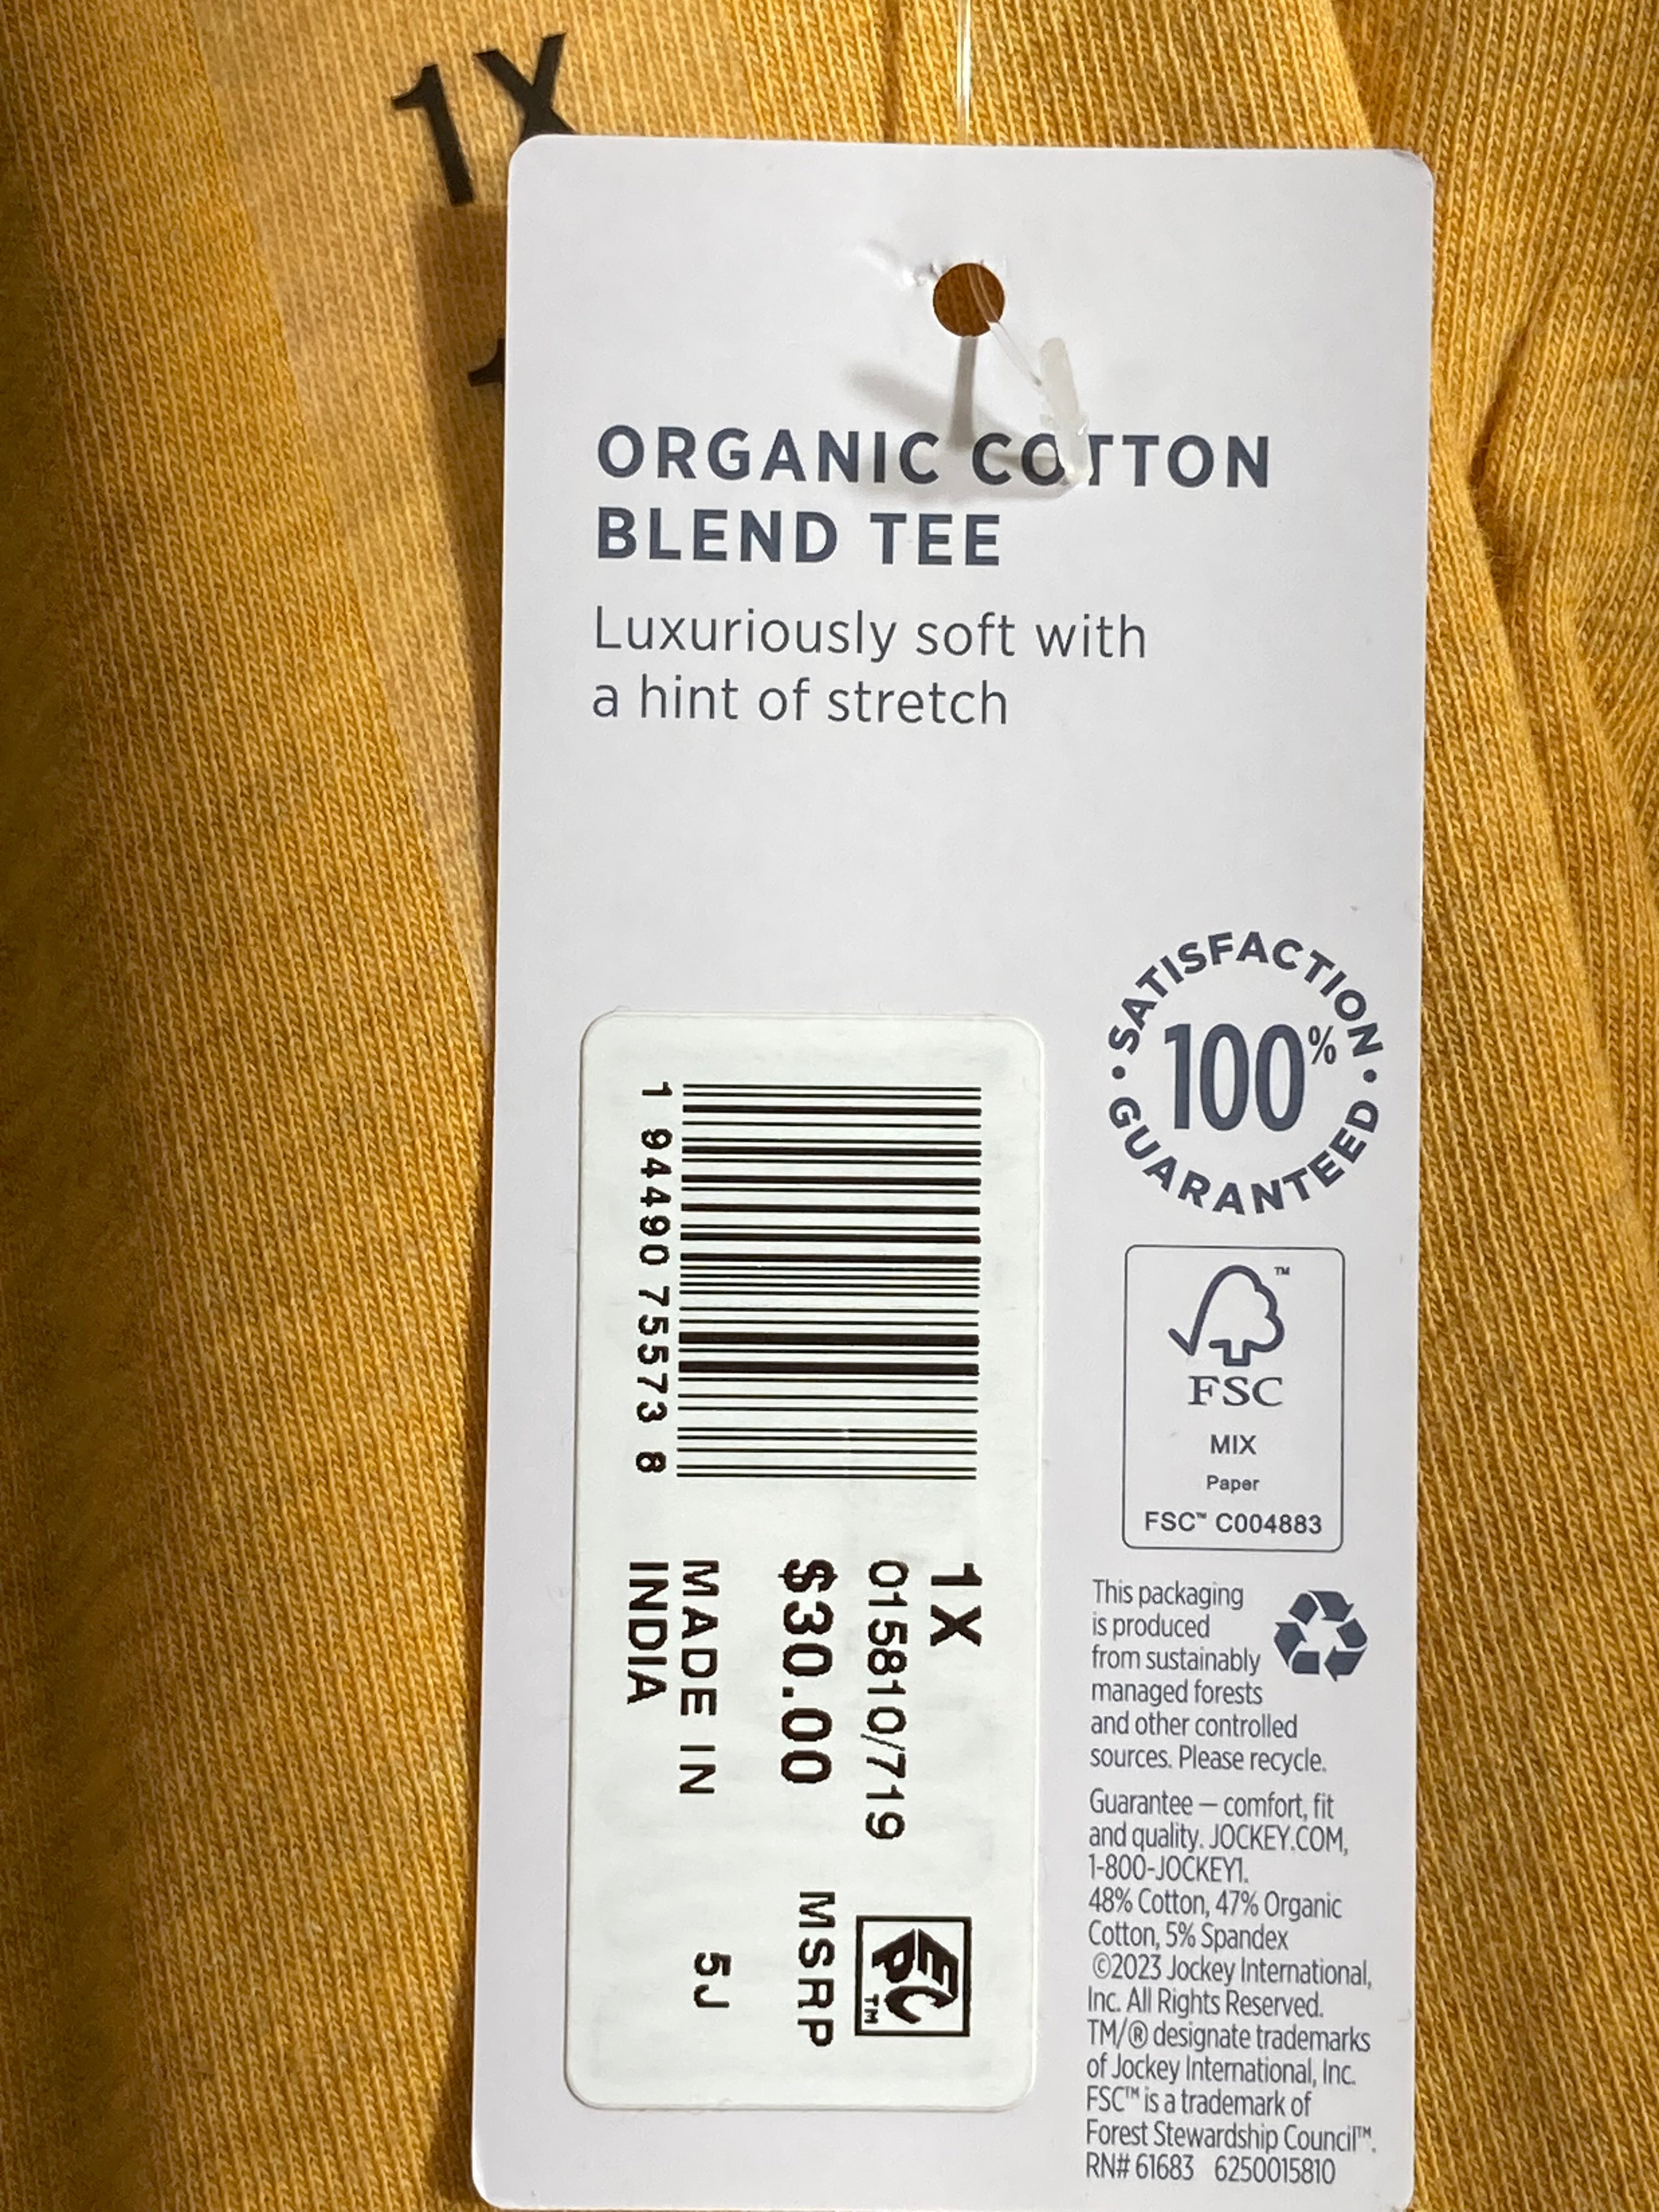 1X
1
ORGANIC COTTON
BLEND TEE
Luxuriously soft with
a hint of stretch
• SATISFACTION •
100%
GUARANTEED
1 94490 75573 8
1X
015810/719
$30.00 MSRP
MADE IN 5J
INDIA
EPC™
™
FSC
MIX
Paper
FSC™ C004883
This packaging
is produced
from sustainably
managed forests
and other controlled
sources. Please recycle.
Guarantee – comfort, fit
and quality. JOCKEY.COM,
1-800-JOCKEY1.
48% Cotton, 47% Organic
Cotton, 5% Spandex
©2023 Jockey International,
Inc. All Rights Reserved.
TM/® designate trademarks
of Jockey International, Inc.
FSC™ is a trademark of
Forest Stewardship Council™.
RN# 61683 6250015810